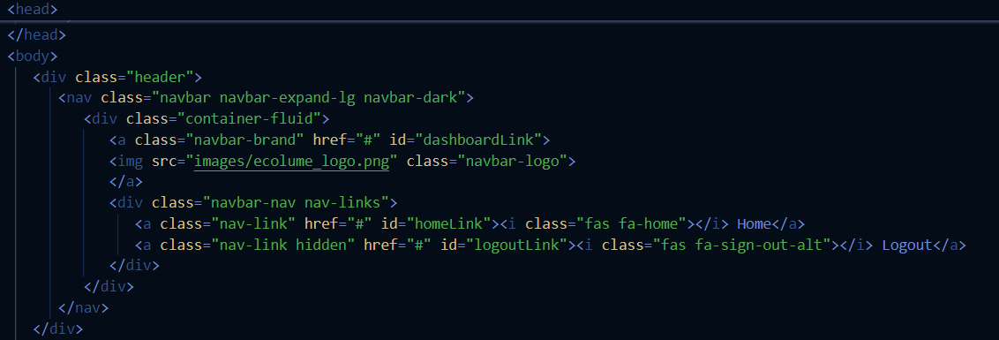 <head>
</head>
<body>
<div class="header">
<nav class="navbar navbar-expand-lg navbar-dark">
<div class="container-fluid">
<a class="navbar-brand" href="#" id="dashboardLink">
<img src="images/ecolume_logo.png" class="navbar-logo">
</a>
<div class="navbar-nav nav-links">
<a class="nav-link" href="#" id="homeLink"><i class="fas fa-home"></i> Home</a>
<a class="nav-link hidden" href="#" id="logoutLink"><i class="fas fa-sign-out-alt"></i> Logout</a>
</div>
</div>
</nav>
</div>